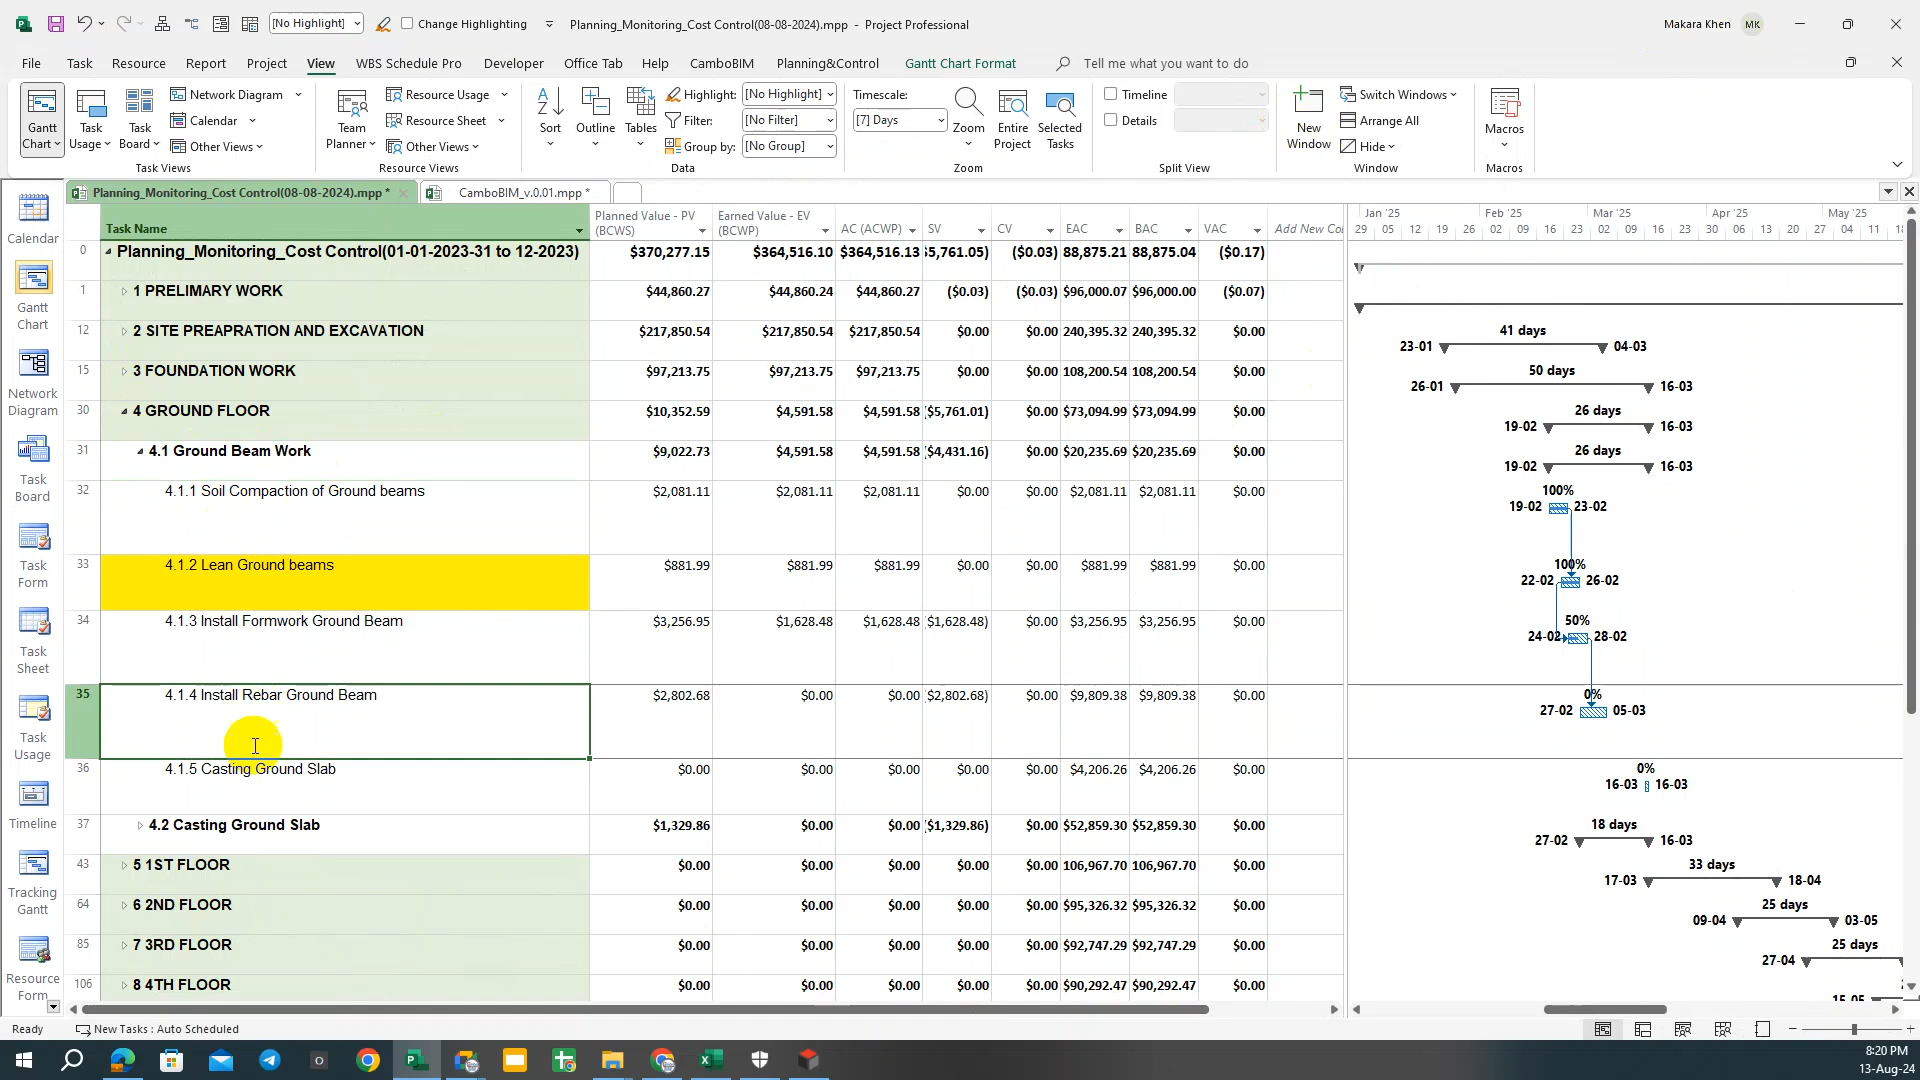 [No Highlight]
Change Highlighting
Planning_Monitoring_Cost Control(08-08-2024).mpp - Project Professional
Makara Khen
MK
File Task Resource Report Project View WBS Schedule Pro Developer Office Tab Help CamboBIM Planning&Control Gantt Chart Format Tell me what you want to do
Gantt Chart
Task Usage
Task Board
Network Diagram
Calendar
Other Views
Task Views
Team Planner
Resource Usage
Resource Sheet
Other Views
Resource Views
Sort
Outline
Tables
Highlight: [No Highlight]
Filter: [No Filter]
Group by: [No Group]
Data
Timescale:
[7] Days
Zoom
Entire Project
Selected Tasks
Zoom
Timeline
Details
Split View
New Window
Switch Windows
Arrange All
Hide
Window
Macros
Macros
Planning_Monitoring_Cost Control(08-08-2024).mpp *
CamboBIM_v.0.01.mpp *
Calendar
Gantt Chart
Network Diagram
Task Board
Task Form
Task Sheet
Task Usage
Timeline
Tracking Gantt
Resource Form
Task Name
Planned Value - PV (BCWS)
Earned Value - EV (BCWP)
AC (ACWP)
SV
CV
EAC
BAC
VAC
Add New Co
0 Planning_Monitoring_Cost Control(01-01-2023-31 to 12-2023) $370,277.15 $364,516.10 $364,516.13 5,761.01) ($0.03) 88,875.21 88,875.04 ($0.17)
1 1 PRELIMARY WORK $44,860.27 $44,860.24 $44,860.27 ($0.03) ($0.03) $96,000.07 $96,000.00 ($0.07)
12 2 SITE PREAPRATION AND EXCAVATION $217,850.54 $217,850.54 $217,850.54 $0.00 $0.00 240,395.32 240,395.32 $0.00
15 3 FOUNDATION WORK $97,213.75 $97,213.75 $97,213.75 $0.00 $0.00 108,200.54 108,200.54 $0.00
30 4 GROUND FLOOR $10,352.59 $4,591.58 $4,591.58 ($5,761.01) $0.00 $73,094.99 $73,094.99 $0.00
31 4.1 Ground Beam Work $9,022.73 $4,591.58 $4,591.58 ($4,431.16) $0.00 $20,235.69 $20,235.69 $0.00
32 4.1.1 Soil Compaction of Ground beams $2,081.11 $2,081.11 $2,081.11 $0.00 $0.00 $2,081.11 $2,081.11 $0.00
33 4.1.2 Lean Ground beams $881.99 $881.99 $881.99 $0.00 $0.00 $881.99 $881.99 $0.00
34 4.1.3 Install Formwork Ground Beam $3,256.95 $1,628.48 $1,628.48 $1,628.48) $0.00 $3,256.95 $3,256.95 $0.00
35 4.1.4 Install Rebar Ground Beam $2,802.68 $0.00 $0.00 $2,802.68) $0.00 $9,809.38 $9,809.38 $0.00
36 4.1.5 Casting Ground Slab $0.00 $0.00 $0.00 $0.00 $0.00 $4,206.26 $4,206.26 $0.00
37 4.2 Casting Ground Slab $1,329.86 $0.00 $0.00 ($1,329.86) $0.00 $52,859.30 $52,859.30 $0.00
43 5 1ST FLOOR $0.00 $0.00 $0.00 $0.00 $0.00 106,967.70 106,967.70 $0.00
64 6 2ND FLOOR $0.00 $0.00 $0.00 $0.00 $0.00 $95,326.32 $95,326.32 $0.00
85 7 3RD FLOOR $0.00 $0.00 $0.00 $0.00 $0.00 $92,747.29 $92,747.29 $0.00
106 8 4TH FLOOR $0.00 $0.00 $0.00 $0.00 $0.00 $90,292.47 $90,292.47 $0.00
Jan '25 Feb '25 Mar '25 Apr '25 May '25
29 05 12 19 26 02 09 16 23 02 09 16 23 30 06 13 20 27 04 11
41 days
23-01 04-03
50 days
26-01 16-03
26 days
19-02 16-03
26 days
19-02 16-03
100%
19-02 23-02
100%
22-02 26-02
50%
24-02 28-02
0%
27-02 05-03
0%
16-03 16-03
18 days
27-02 16-03
33 days
17-03 18-04
25 days
09-04 03-05
25 days
27-04
Ready New Tasks : Auto Scheduled
8:20 PM
13-Aug-24